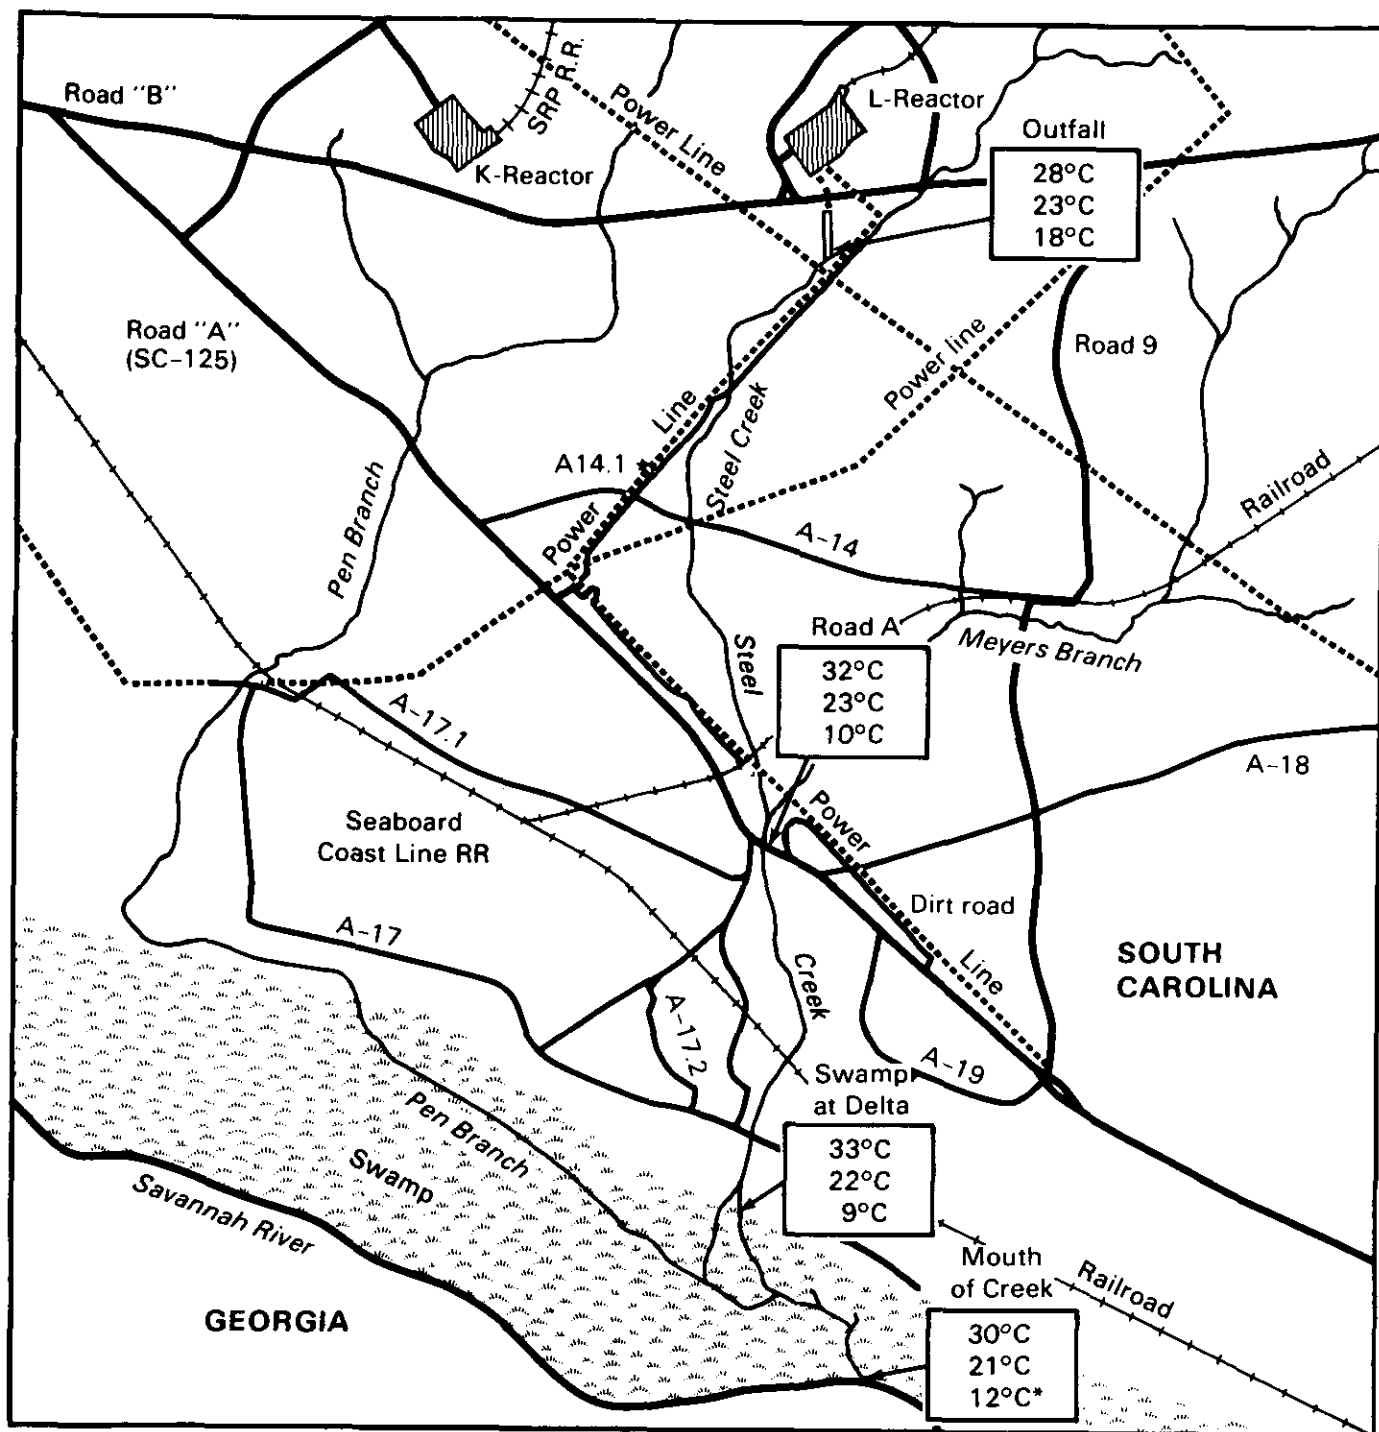 Road "B"
SRP R.R.
K-Reactor
Power Line
L-Reactor
Outfall
28°C
23°C
18°C
Road "A"
(SC-125)
Road 9
Power line
Power Line
Steel Creek
A14.1 *
Pen Branch
A-14
Railroad
Road A
32°C
23°C
10°C
Meyers Branch
Steel
Creek
A-17.1
A-18
Seaboard
Coast Line RR
Power
Line
Dirt road
A-17
SOUTH
CAROLINA
A-17.2
A-19
Swamp
at Delta
33°C
22°C
9°C
Pen Branch
Swamp
Savannah River
GEORGIA
Mouth
of Creek
Railroad
30°C
21°C
12°C*